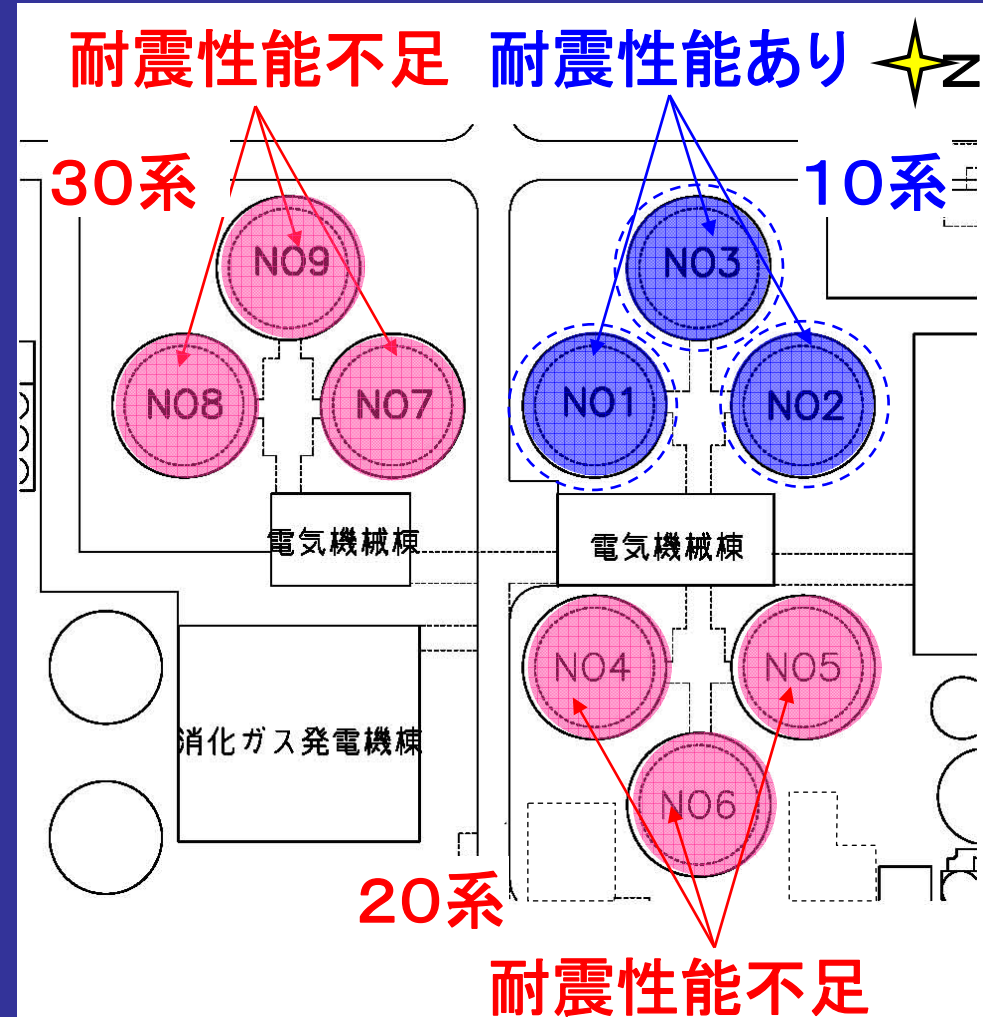 耐震性能不足
耐震性能あり
N
30系
10系
NO9
NO3
NO8
NO7
NO1
NO2
電気機械棟
電気機械棟
NO4
NO5
消化ガス発電機棟
NO6
20系
耐震性能不足